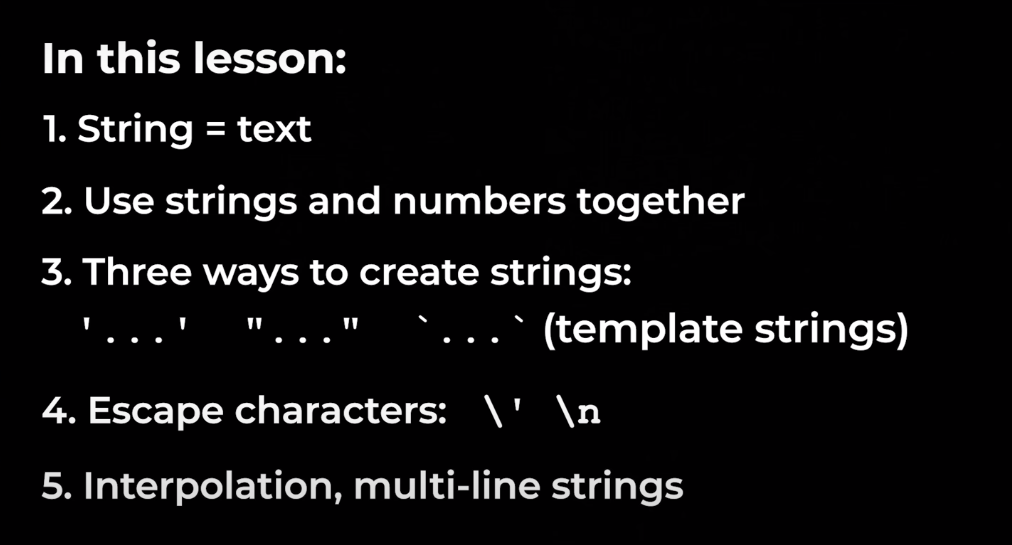 In this lesson:
1. String = text
2. Use strings and numbers together
3. Three ways to create strings:
'...' "..." `...` (template strings)
4. Escape characters: \' \n
5. Interpolation, multi-line strings